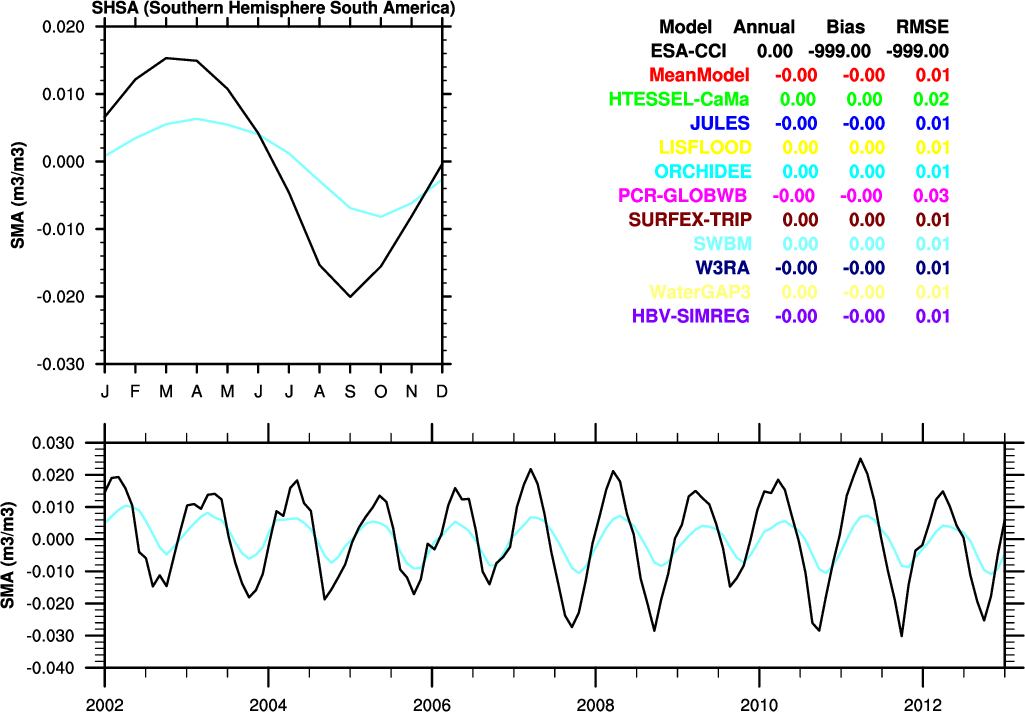 SHSA (Southern Hemisphere South America)
0.020
0.010
0.000
-0.010
-0.020
-0.030
SMA (m3/m3)
J F M A M J J A S O N D
Model Annual Bias RMSE
ESA-CCI 0.00 -999.00 -999.00
MeanModel -0.00 -0.00 0.01
HTESSEL-CaMa 0.00 0.00 0.02
JULES -0.00 -0.00 0.01
LISFLOOD 0.00 0.00 0.01
ORCHIDEE 0.00 0.00 0.01
PCR-GLOBWB -0.00 -0.00 0.03
SURFEX-TRIP 0.00 0.00 0.01
SWBM 0.00 0.00 0.01
W3RA -0.00 -0.00 0.01
WaterGAP3 0.00 -0.00 0.01
HBV-SIMREG -0.00 -0.00 0.01
0.030
0.020
0.010
0.000
-0.010
-0.020
-0.030
-0.040
SMA (m3/m3)
2002 2004 2006 2008 2010 2012